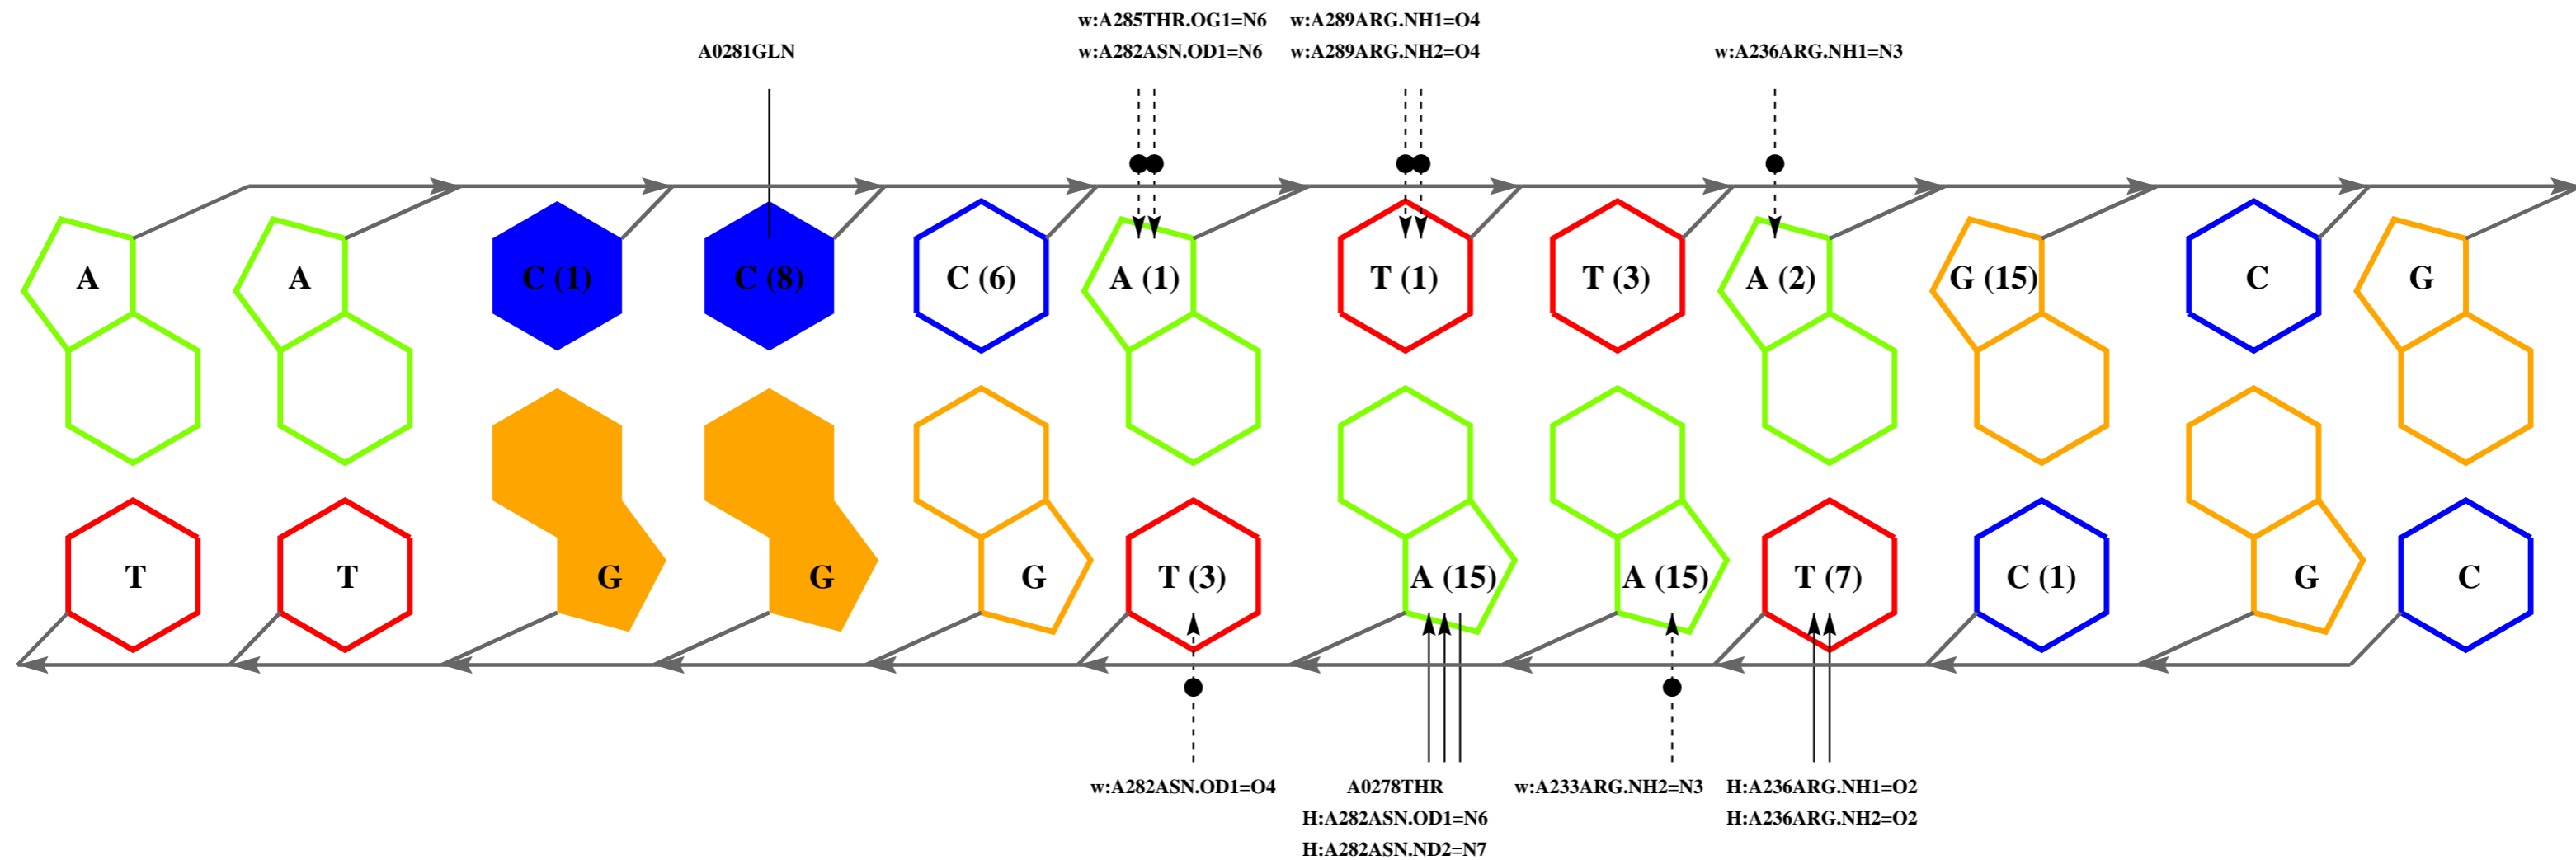 w:A285THR.OG1=N6 w:A289ARG.NH1=O4
A0281GLN w:A282ASN.OD1=N6 w:A289ARG.NH2=O4 w:A236ARG.NH1=N3
A A C (1) C (8) C (6) A (1) T (1) T (3) A (2) G (15) C G
T T G G G T (3) A (15) A (15) T (7) C (1) G C
w:A282ASN.OD1=O4 A0278THR w:A233ARG.NH2=N3 H:A236ARG.NH1=O2
H:A282ASN.OD1=N6 H:A236ARG.NH2=O2
H:A282ASN.ND2=N7